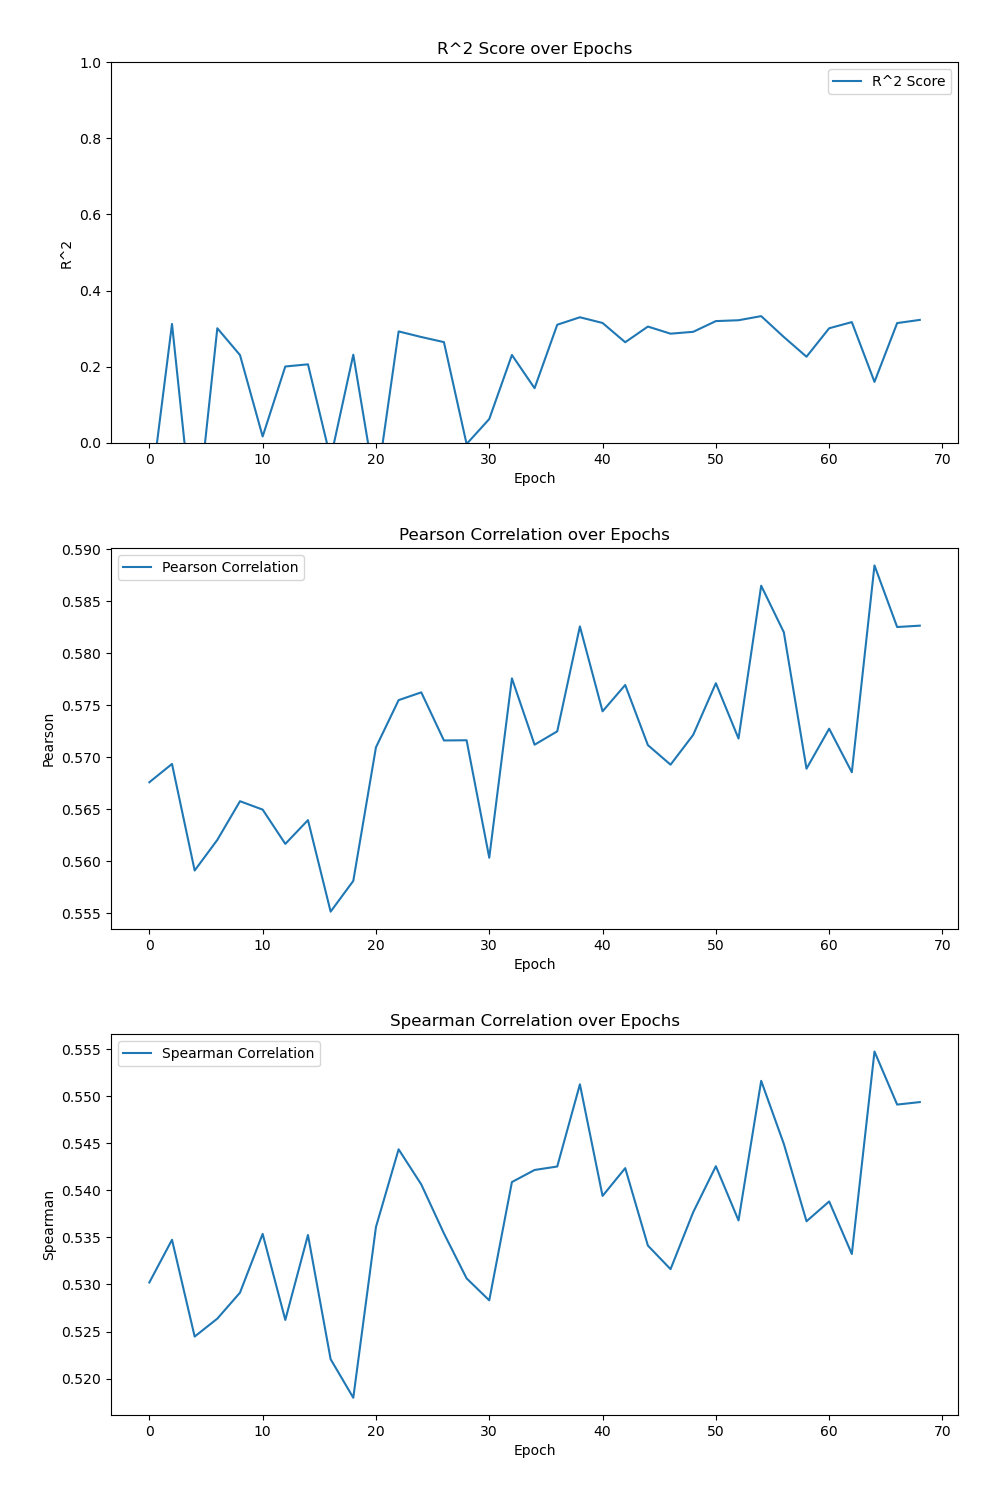 R^2 Score over Epochs
1.0
R^2 Score
0.8
0.6
R^2
0.4
0.2
0.0
0 10 20 30 40 50 60 70
Epoch
Pearson Correlation over Epochs
0.590
Pearson Correlation
0.585
0.580
0.575
Pearson
0.570
0.565
0.560
0.555
0 10 20 30 40 50 60 70
Epoch
Spearman Correlation over Epochs
0.555
Spearman Correlation
0.550
0.545
0.540
Spearman
0.535
0.530
0.525
0.520
0 10 20 30 40 50 60 70
Epoch